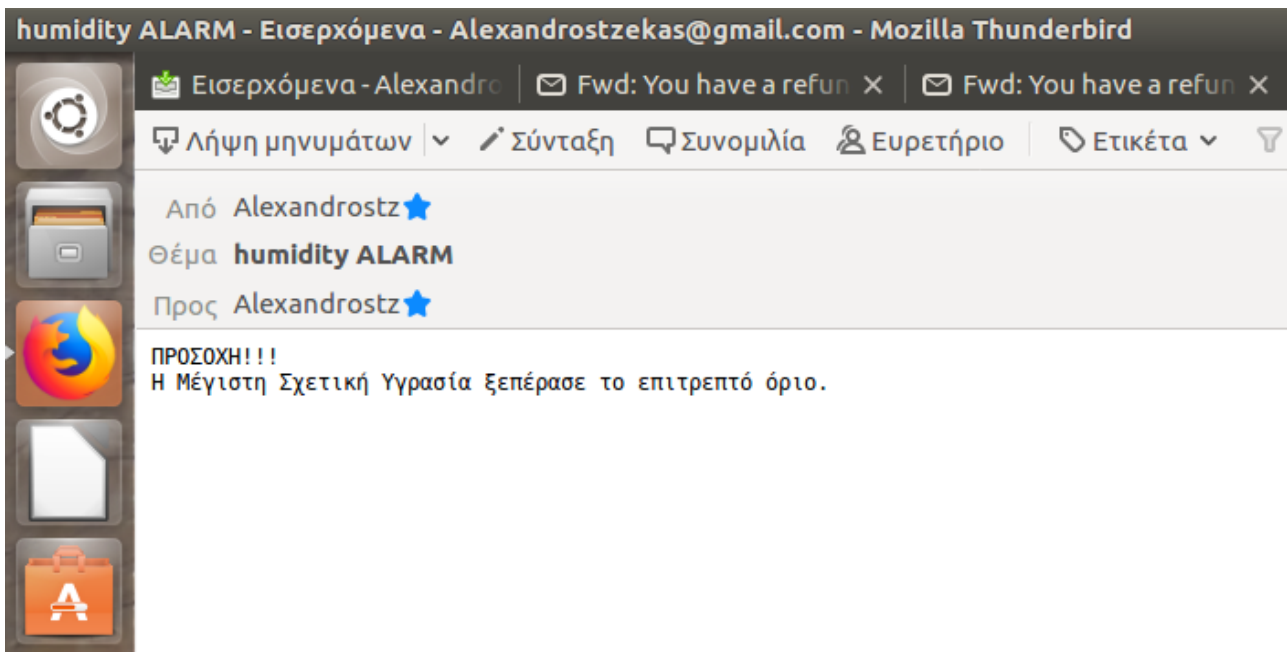 humidity ALARM - Εισερχόμενα - Alexandrostzekas@gmail.com - Mozilla Thunderbird
Εισερχόμενα - Alexandro Fwd: You have a refun Fwd: You have a refun
Λήψη μηνυμάτων Σύνταξη Συνομιλία Ευρετήριο Ετικέτα
Από Alexandrostz
Θέμα humidity ALARM
Προς Alexandrostz
ΠΡΟΣΟΧΗ!!!
Η Μέγιστη Σχετική Υγρασία ξεπέρασε το επιτρεπτό όριο.